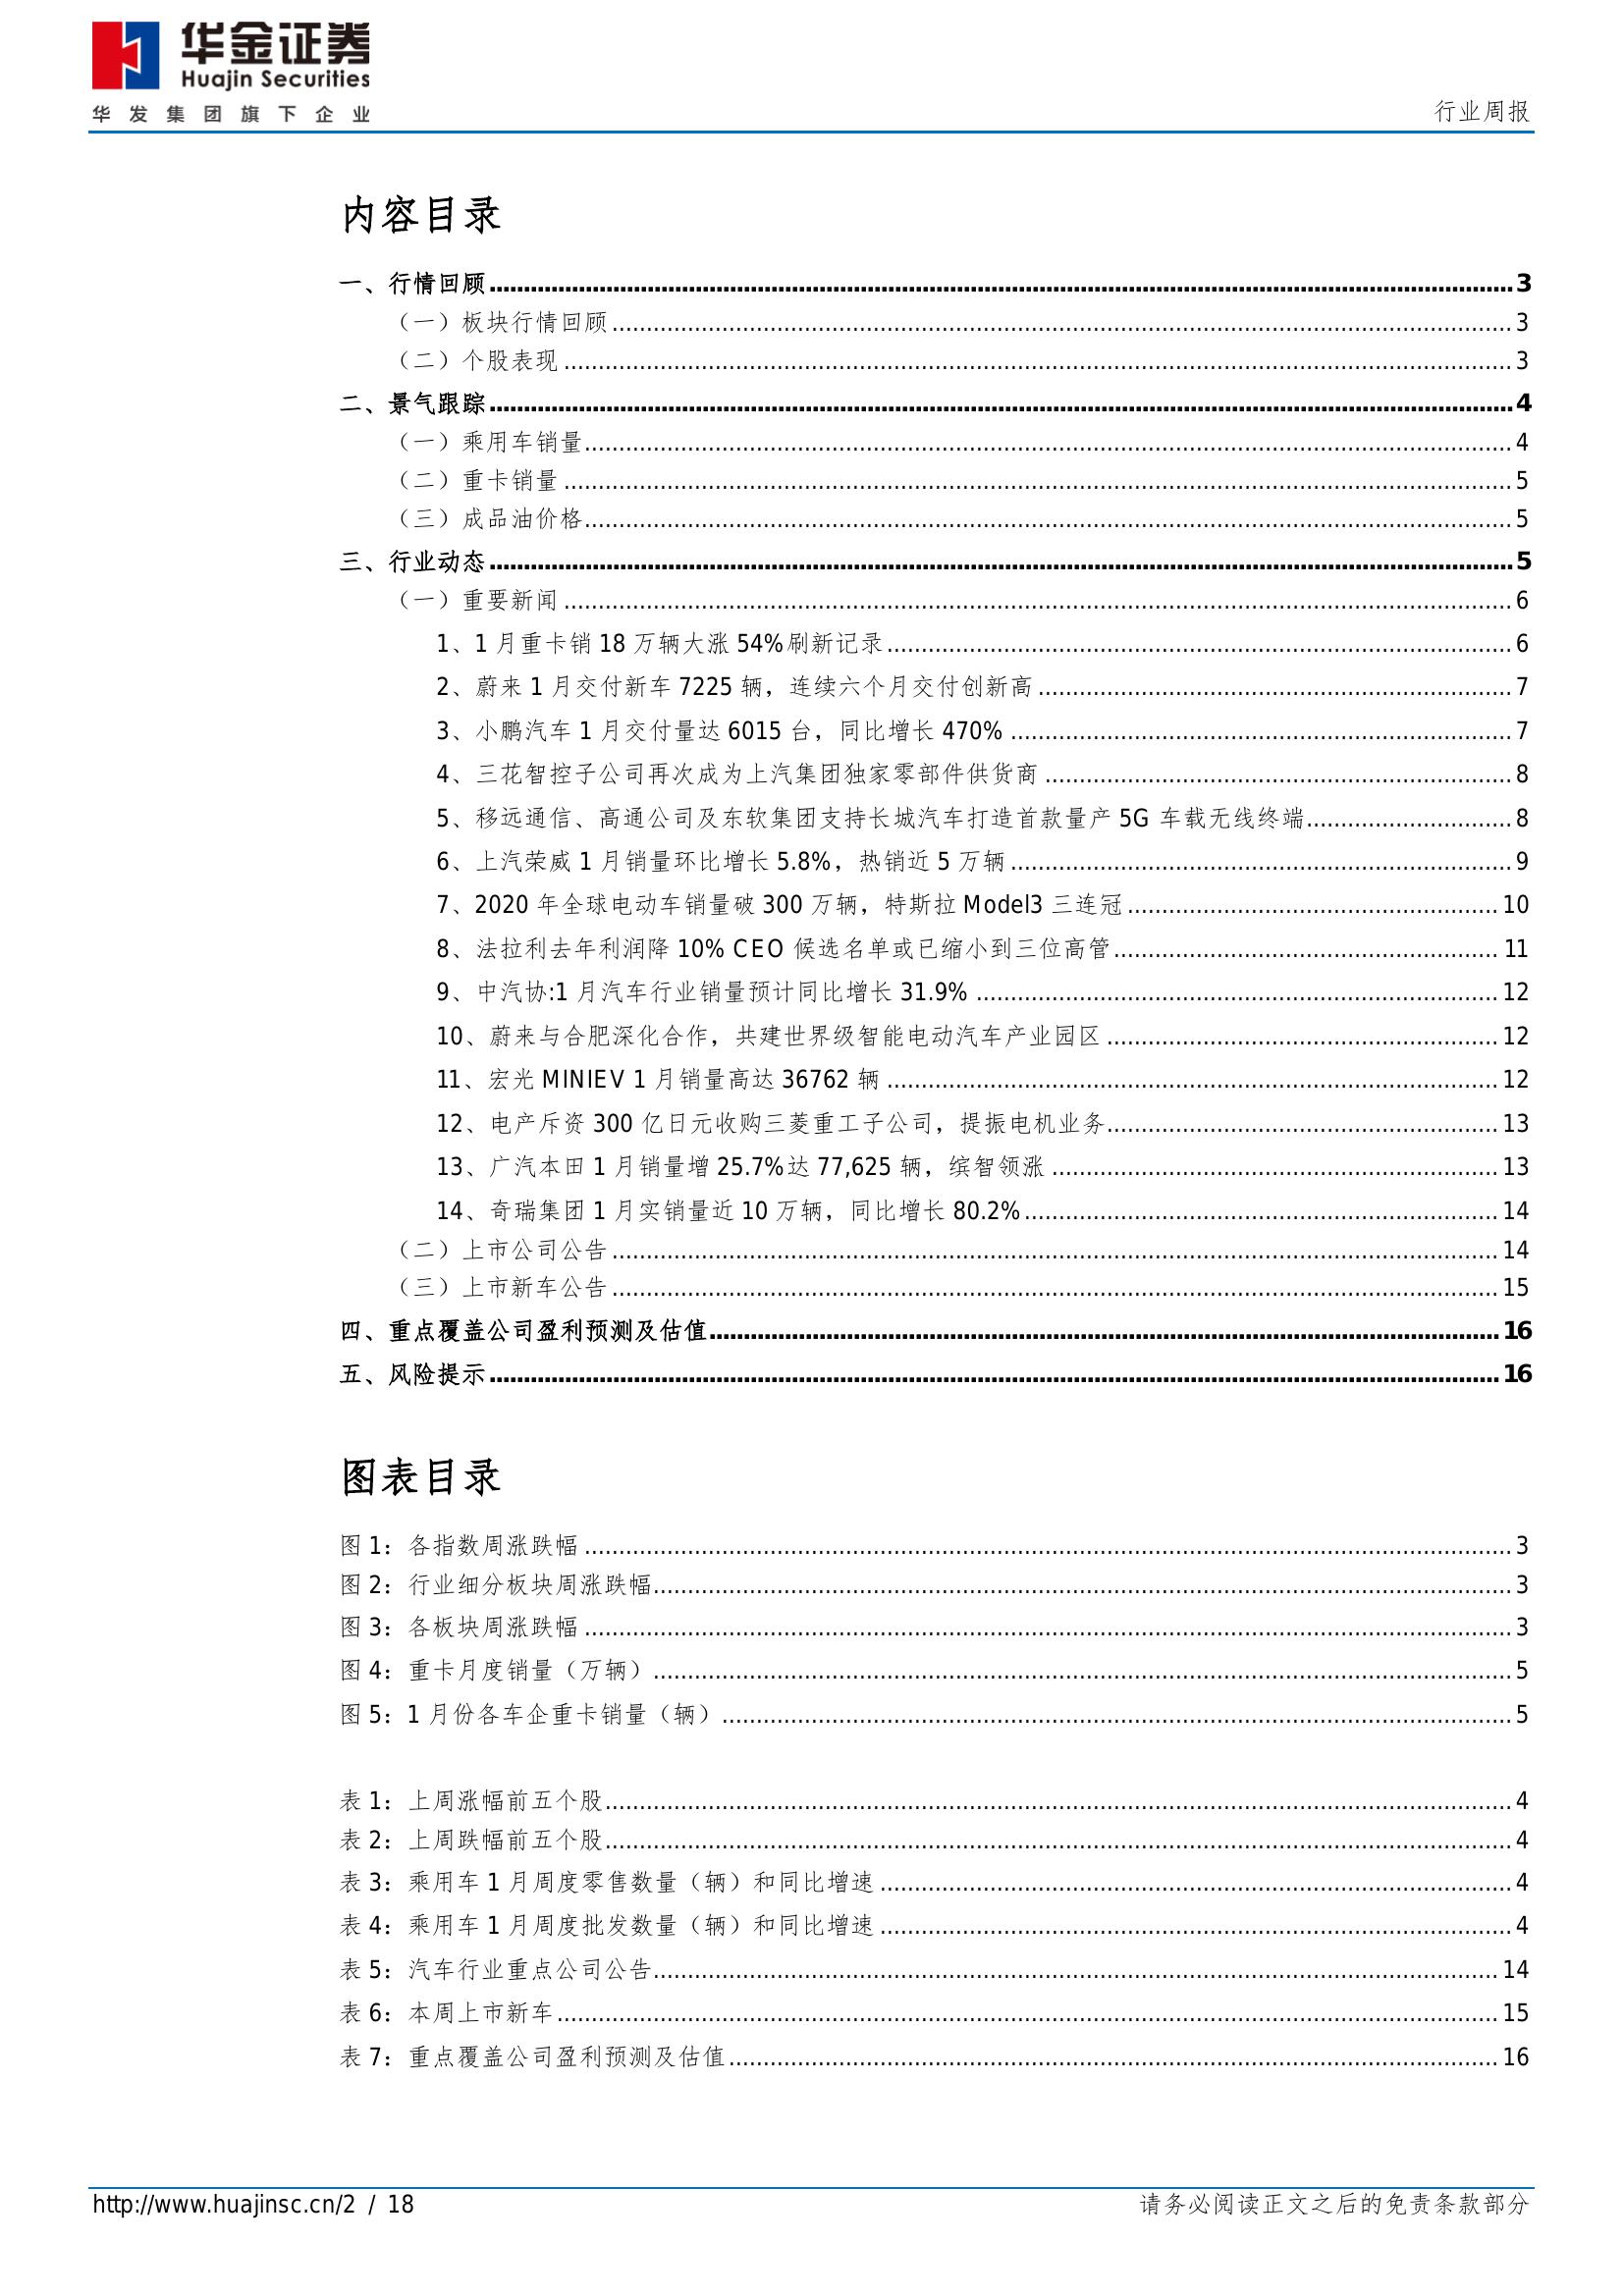 华金证券
Huajin Securities
华发集团旗下企业
行业周报
内容目录
一、行情回顾 3
（一）板块行情回顾 3
（二）个股表现 3
二、景气跟踪 4
（一）乘用车销量 4
（二）重卡销量 5
（三）成品油价格 5
三、行业动态 5
（一）重要新闻 6
1、1 月重卡销 18 万辆大涨 54%刷新记录 6
2、蔚来 1 月交付新车 7225 辆，连续六个月交付创新高 7
3、小鹏汽车 1 月交付量达 6015 台，同比增长 470% 7
4、三花智控子公司再次成为上汽集团独家零部件供货商 8
5、移远通信、高通公司及东软集团支持长城汽车打造首款量产 5G 车载无线终端 8
6、上汽荣威 1 月销量环比增长 5.8%，热销近 5 万辆 9
7、2020 年全球电动车销量破 300 万辆，特斯拉 Model3 三连冠 10
8、法拉利去年利润降 10% CEO 候选名单或已缩小到三位高管 11
9、中汽协:1 月汽车行业销量预计同比增长 31.9% 12
10、蔚来与合肥深化合作，共建世界级智能电动汽车产业园区 12
11、宏光 MINIEV 1 月销量高达 36762 辆 12
12、电产斥资 300 亿日元收购三菱重工子公司，提振电机业务 13
13、广汽本田 1 月销量增 25.7%达 77,625 辆，缤智领涨 13
14、奇瑞集团 1 月实销量近 10 万辆，同比增长 80.2% 14
（二）上市公司公告 14
（三）上市新车公告 15
四、重点覆盖公司盈利预测及估值 16
五、风险提示 16
图表目录
图 1：各指数周涨跌幅 3
图 2：行业细分板块周涨跌幅 3
图 3：各板块周涨跌幅 3
图 4：重卡月度销量（万辆） 5
图 5：1 月份各车企重卡销量（辆） 5
表 1：上周涨幅前五个股 4
表 2：上周跌幅前五个股 4
表 3：乘用车 1 月周度零售数量（辆）和同比增速 4
表 4：乘用车 1 月周度批发数量（辆）和同比增速 4
表 5：汽车行业重点公司公告 14
表 6：本周上市新车 15
表 7：重点覆盖公司盈利预测及估值 16
http://www.huajinsc.cn/2 / 18
请务必阅读正文之后的免责条款部分